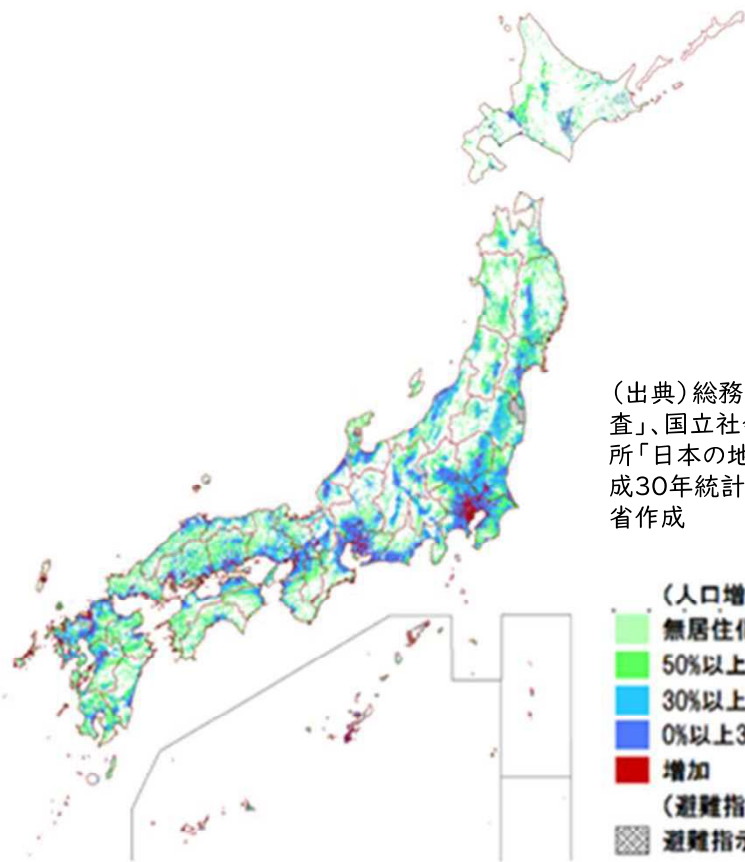 （出典）総務
査」、国立社会
所「日本の地
成30年統計
省作成
（人口増
無居住化
50%以上
30%以上
0%以上3
増加
（避難指
避難指示